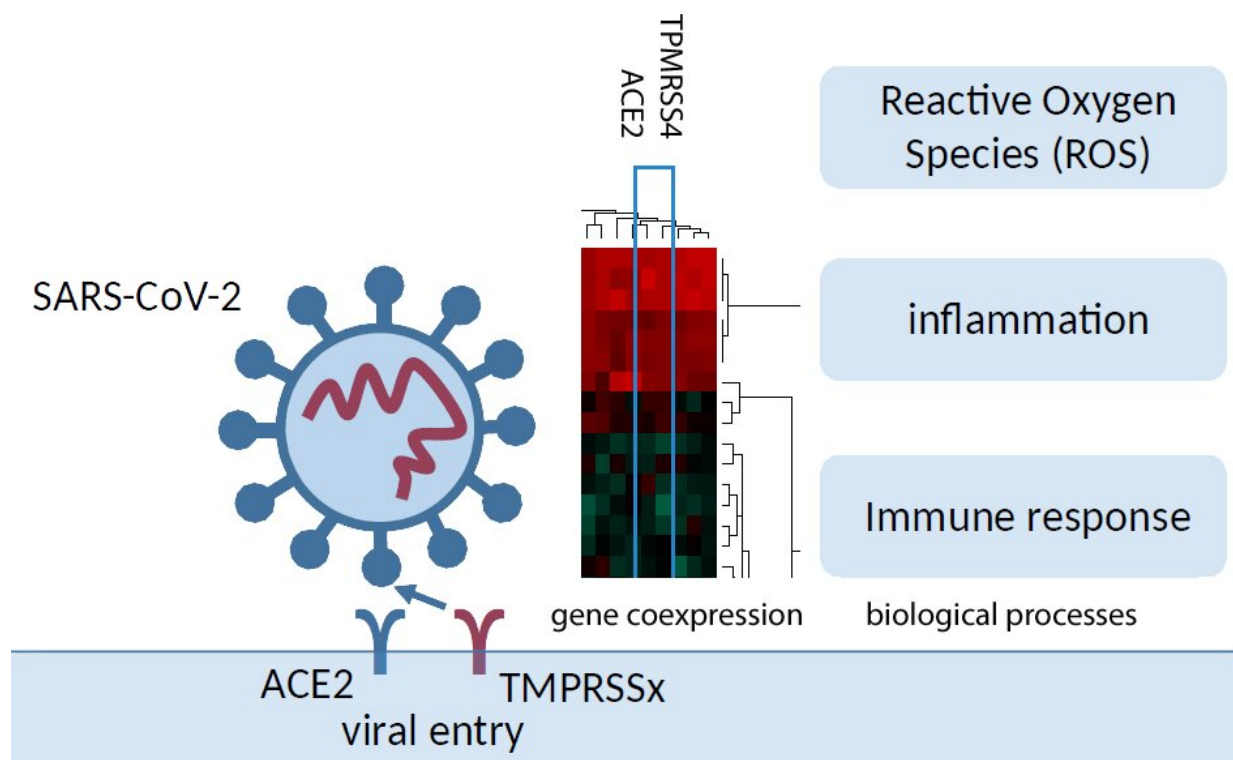 SARS-CoV-2
ACE2
TMPRSSx
viral entry
ACE2
TPMRSS4
gene coexpression
Reactive Oxygen
Species (ROS)
inflammation
Immune response
biological processes